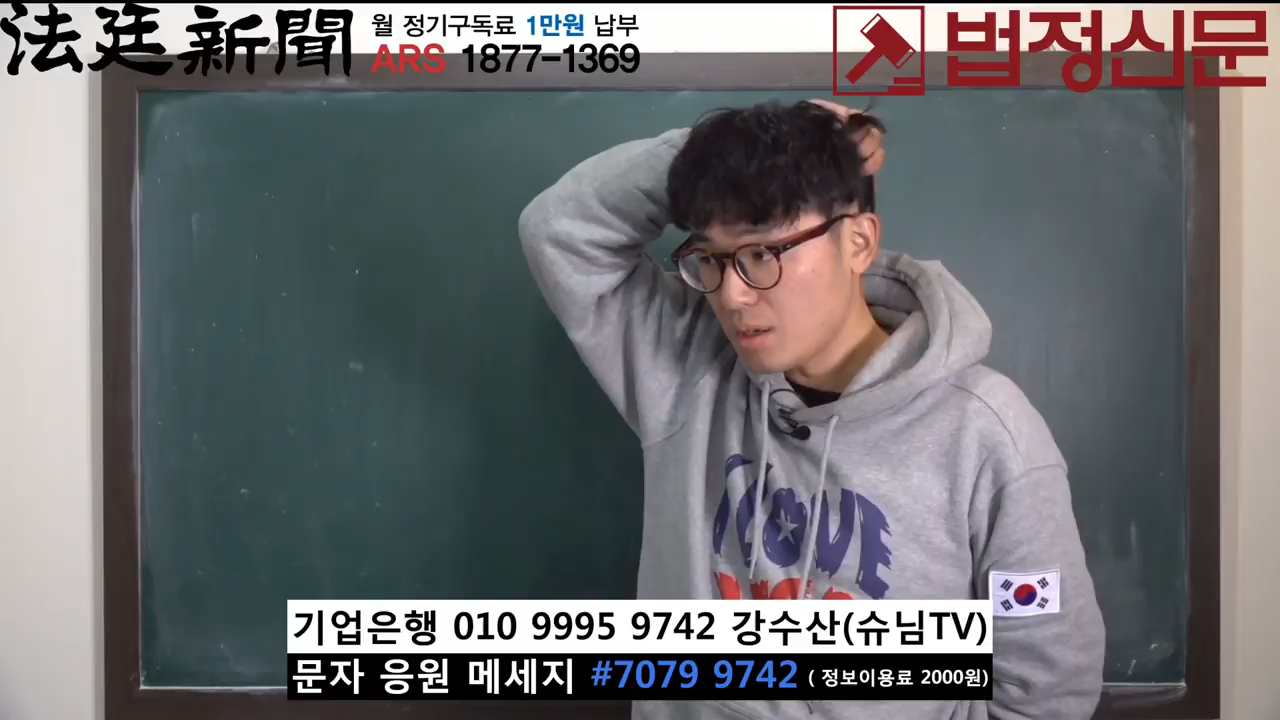 法廷新聞
월 정기구독료 1만원 납부
ARS 1877-1369
법정신문
I LOVE
기업은행 010 9995 9742 강수산(슈님TV)
문자 응원 메세지 #7079 9742 ( 정보이용료 2000원)